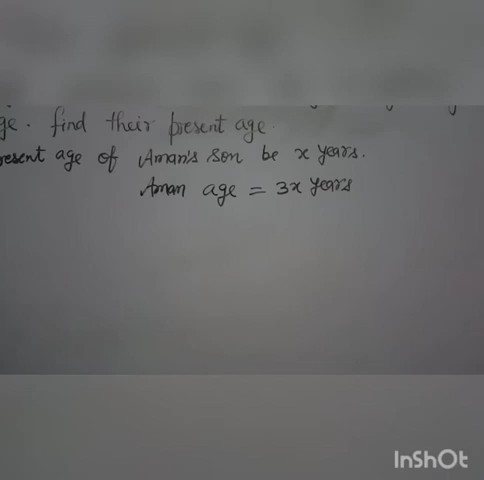 ge. find their present age.
resent age of Aman's son be x years.
Aman age = 3x years
InShOt